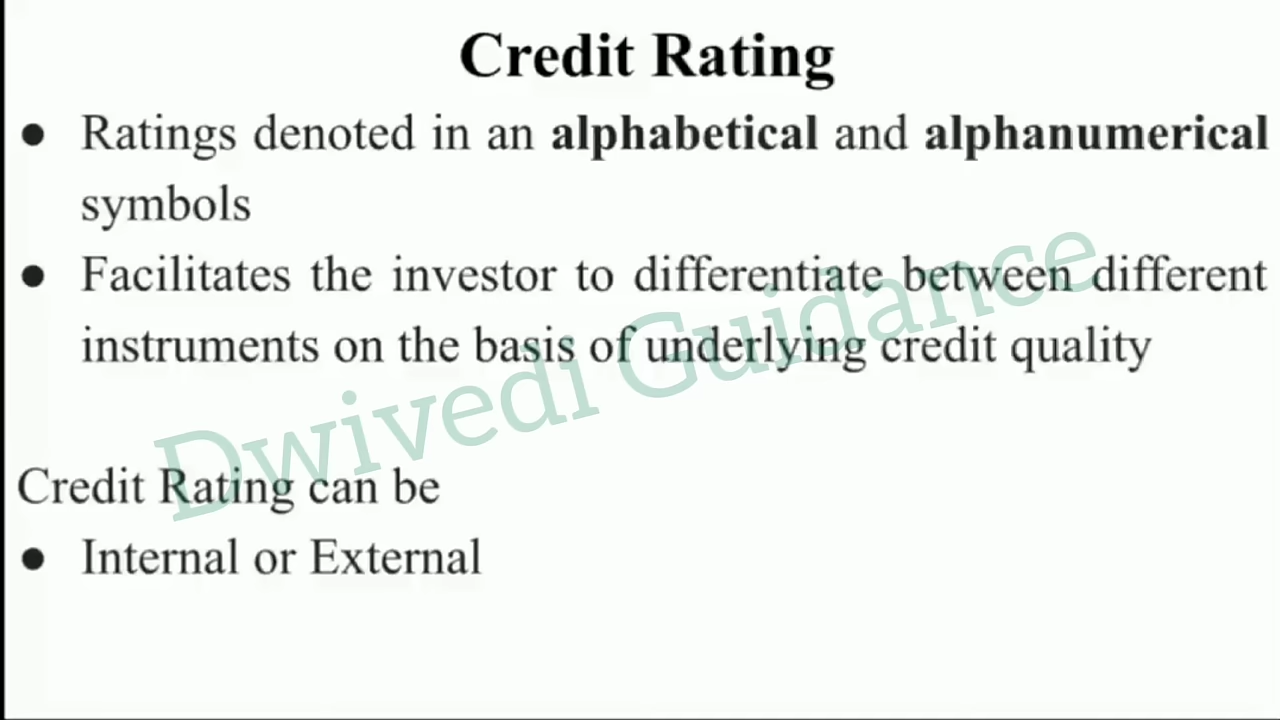 Credit Rating
● Ratings denoted in an alphabetical and alphanumerical
symbols
● Facilitates the investor to differentiate between different
instruments on the basis of underlying credit quality
Dwivedi Guidance
Credit Rating can be
● Internal or External